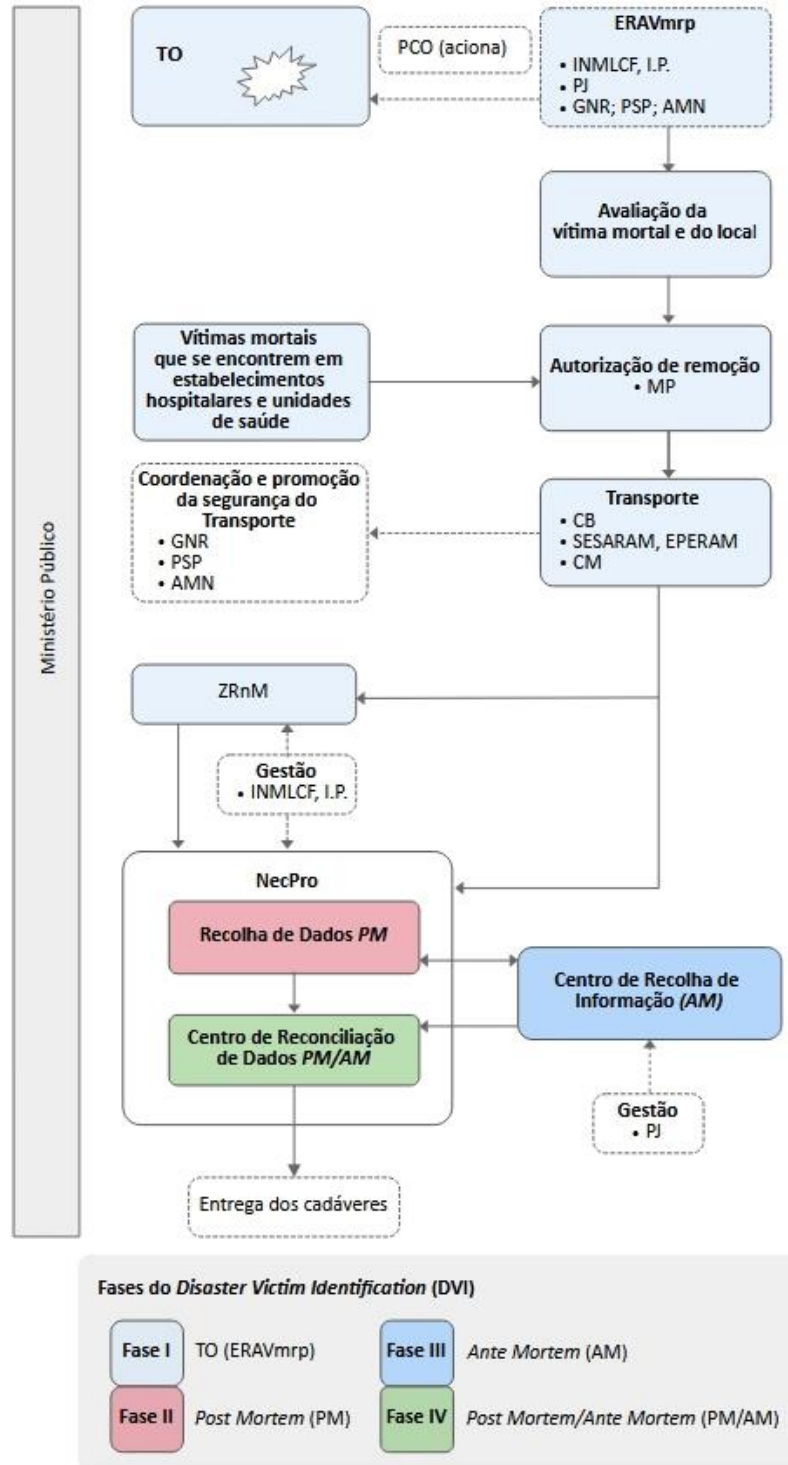 TO
PCO (aciona)
ERAVmrp
• INMLCF, I.P.
• PJ
• GNR; PSP; AMN
Avaliação da
vítima mortal e do local
Vítimas mortais
que se encontrem em
estabelecimentos
hospitalares e unidades
de saúde
Autorização de remoção
• MP
Coordenação e promoção
da segurança do
Transporte
• GNR
• PSP
• AMN
Transporte
• CB
• SESARAM, EPERAM
• CM
Ministério Público
ZRnM
Gestão
• INMLCF, I.P.
NecPro
Recolha de Dados PM
Centro de Recolha de
Informação (AM)
Centro de Reconciliação
de Dados PM/AM
Gestão
• PJ
Entrega dos cadáveres
Fases do Disaster Victim Identification (DVI)
Fase I TO (ERAVmrp)
Fase III Ante Mortem (AM)
Fase II Post Mortem (PM)
Fase IV Post Mortem/Ante Mortem (PM/AM)